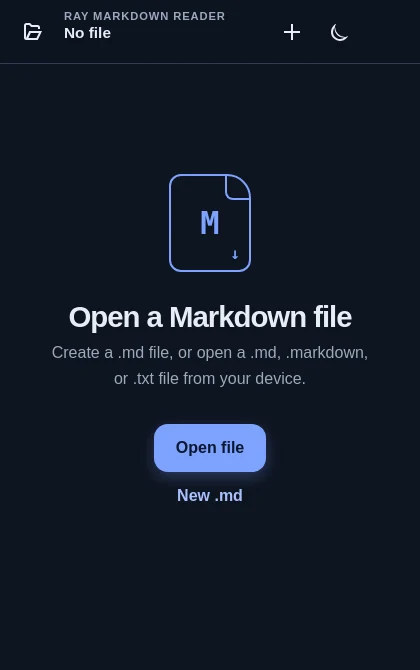 RAY MARKDOWN READER
No file
M
↓
Open a Markdown file
Create a .md file, or open a .md, .markdown,
or .txt file from your device.
Open file
New .md